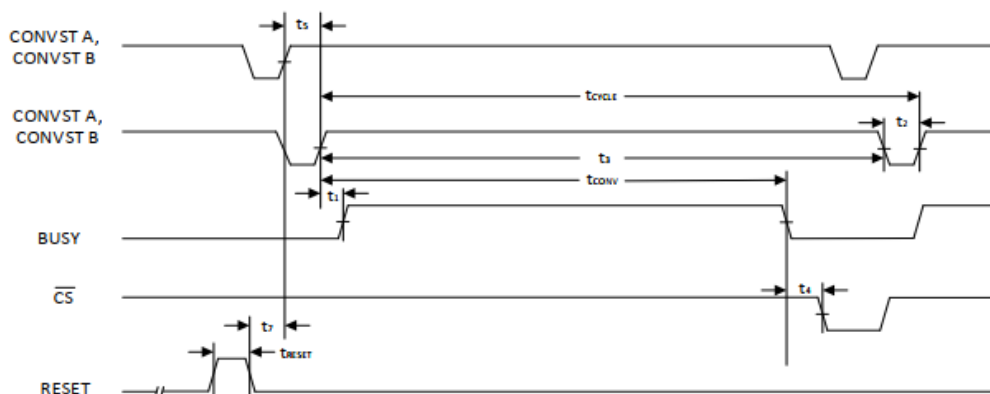 t5
CONVST A,
CONVST B
tCYCLE
CONVST A,
CONVST B
t2
t3
tCONV
t1
BUSY
CS
t4
t7
tRESET
RESET